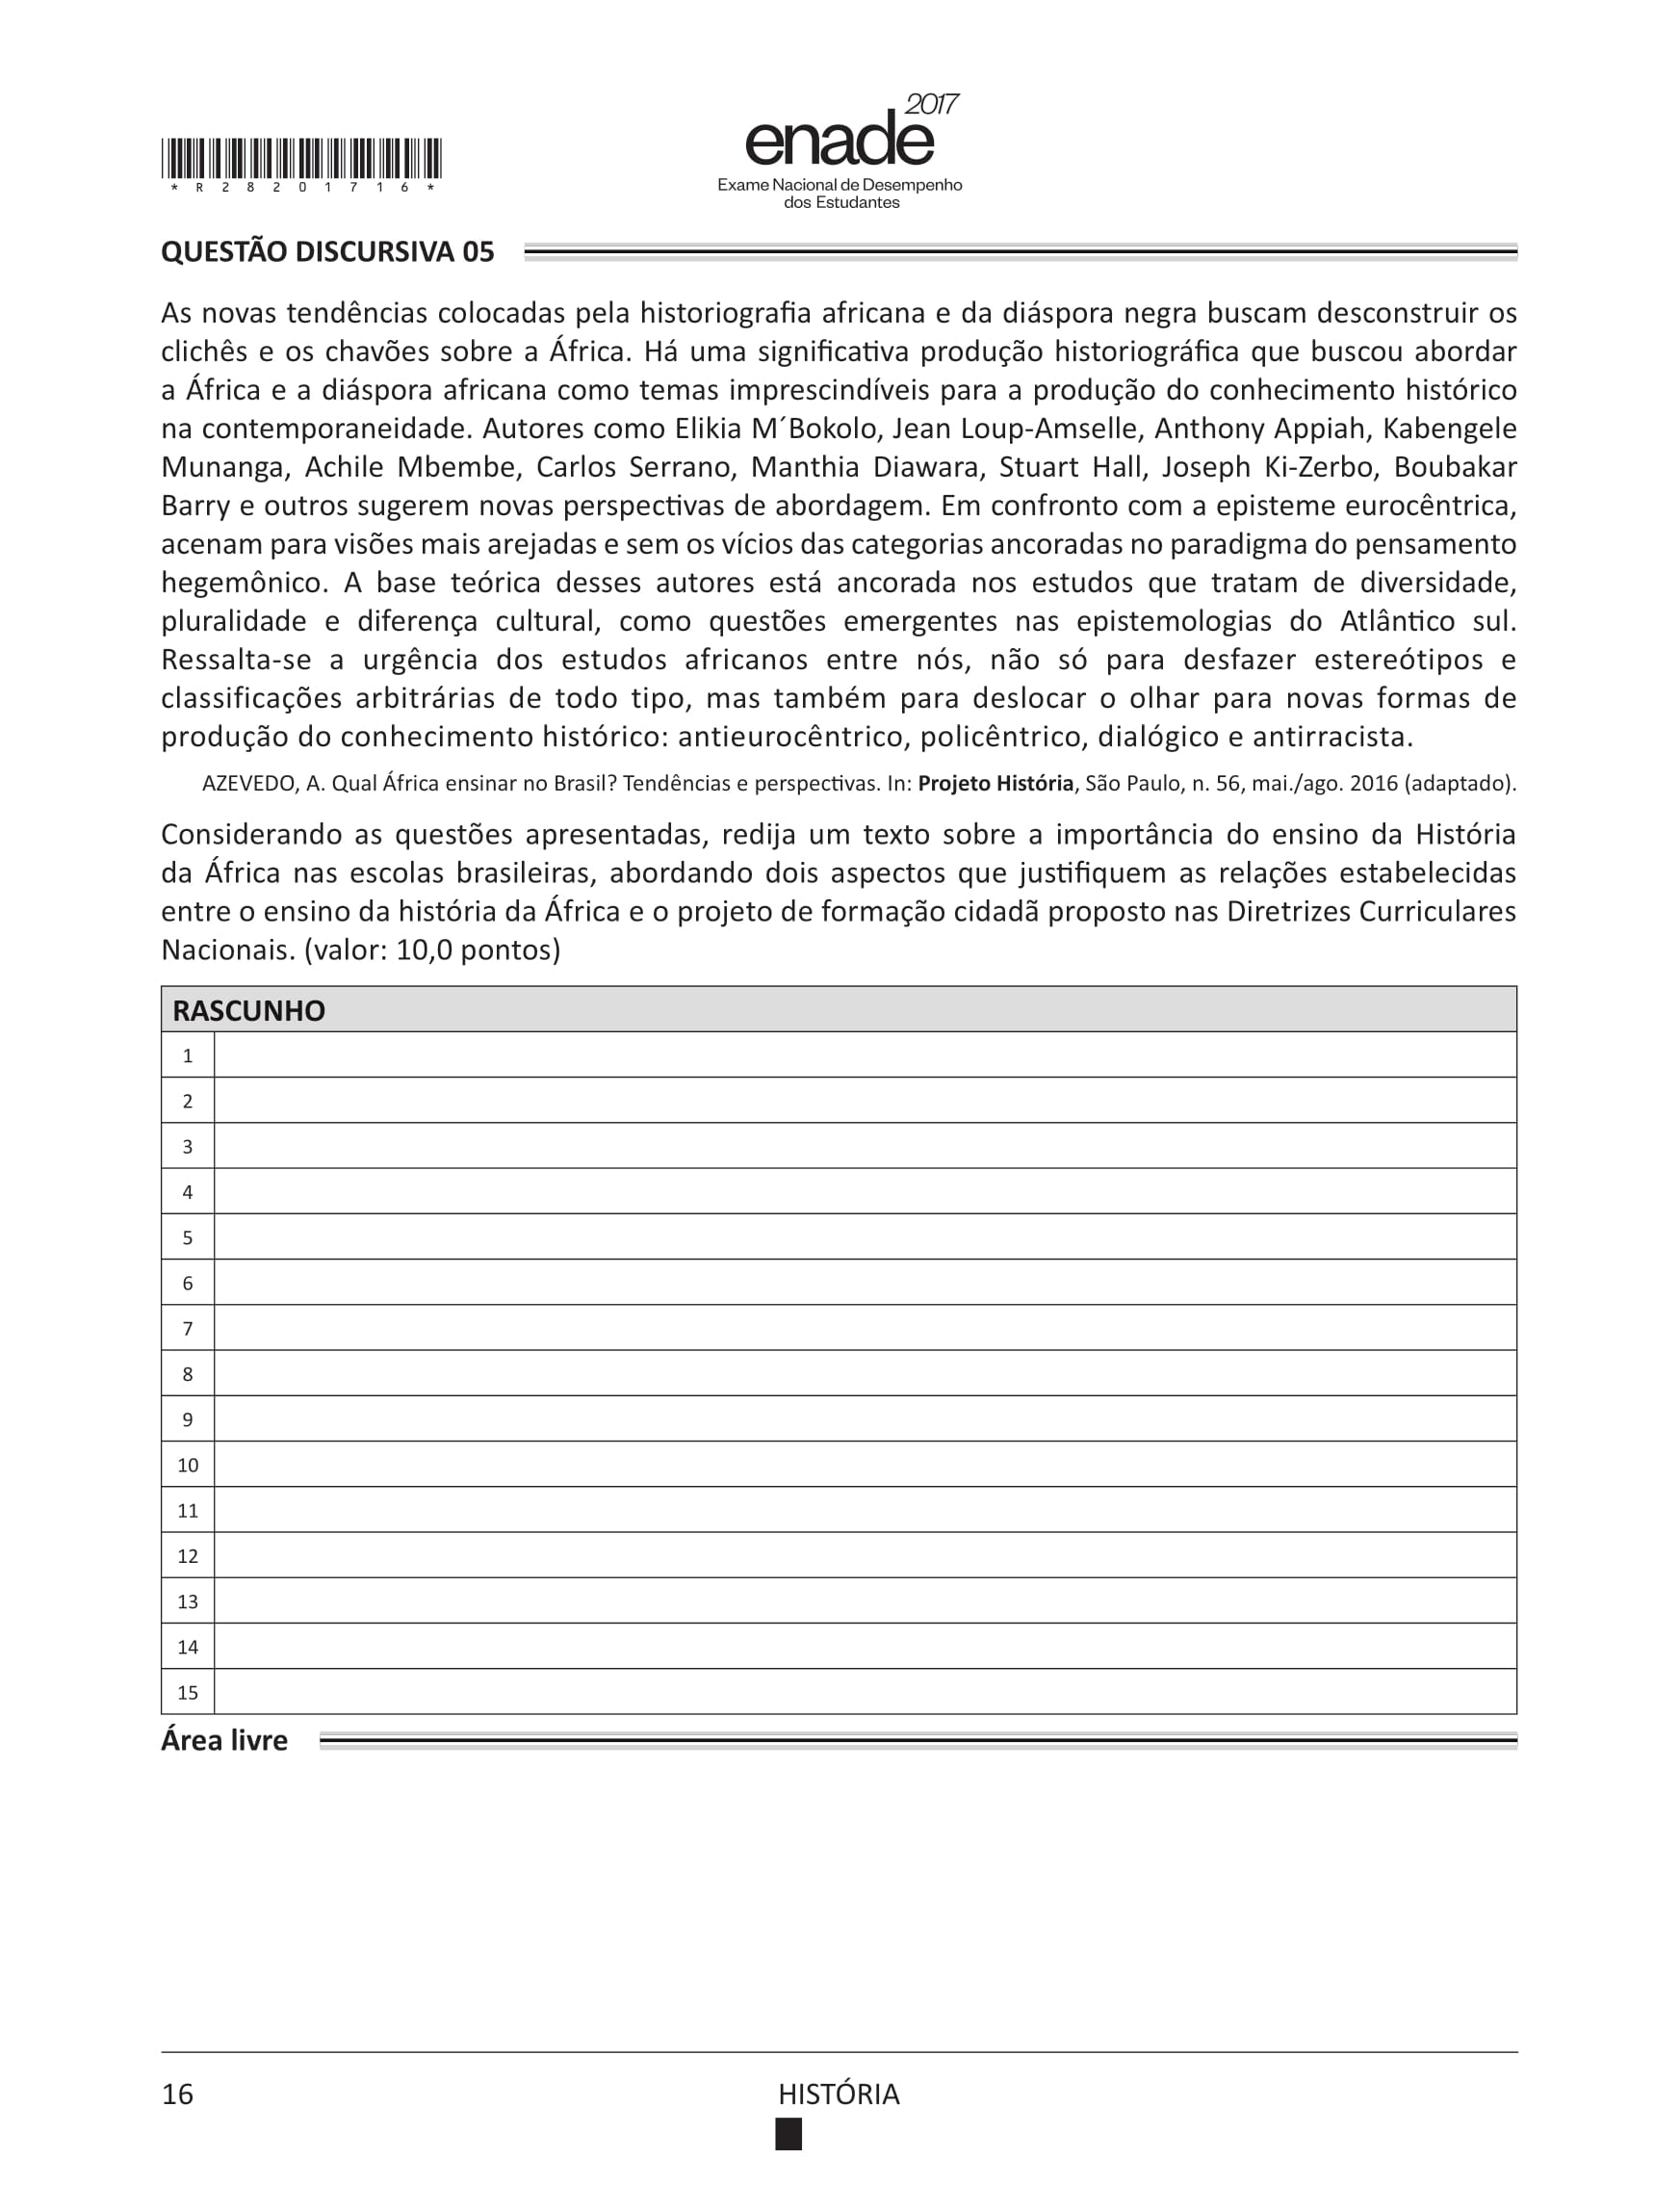 2017
enade
Exame Nacional de Desempenho
dos Estudantes
*R28201716*
QUESTÃO DISCURSIVA 05
As novas tendências colocadas pela historiografia africana e da diáspora negra buscam desconstruir os
clichês e os chavões sobre a África. Há uma significativa produção historiográfica que buscou abordar
a África e a diáspora africana como temas imprescindíveis para a produção do conhecimento histórico
na contemporaneidade. Autores como Elikia M´Bokolo, Jean Loup-Amselle, Anthony Appiah, Kabengele
Munanga, Achile Mbembe, Carlos Serrano, Manthia Diawara, Stuart Hall, Joseph Ki-Zerbo, Boubakar
Barry e outros sugerem novas perspectivas de abordagem. Em confronto com a episteme eurocêntrica,
acenam para visões mais arejadas e sem os vícios das categorias ancoradas no paradigma do pensamento
hegemônico. A base teórica desses autores está ancorada nos estudos que tratam de diversidade,
pluralidade e diferença cultural, como questões emergentes nas epistemologias do Atlântico sul.
Ressalta-se a urgência dos estudos africanos entre nós, não só para desfazer estereótipos e
classificações arbitrárias de todo tipo, mas também para deslocar o olhar para novas formas de
produção do conhecimento histórico: antieurocêntrico, policêntrico, dialógico e antirracista.
AZEVEDO, A. Qual África ensinar no Brasil? Tendências e perspectivas. In: Projeto História, São Paulo, n. 56, mai./ago. 2016 (adaptado).
Considerando as questões apresentadas, redija um texto sobre a importância do ensino da História
da África nas escolas brasileiras, abordando dois aspectos que justifiquem as relações estabelecidas
entre o ensino da história da África e o projeto de formação cidadã proposto nas Diretrizes Curriculares
Nacionais. (valor: 10,0 pontos)
RASCUNHO
1
2
3
4
5
6
7
8
9
10
11
12
13
14
15
Área livre
16
HISTÓRIA